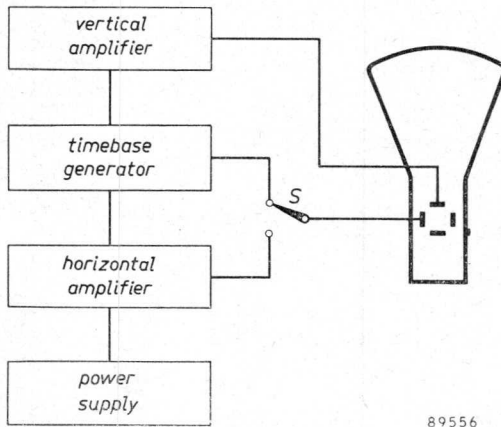 vertical
amplifier
timebase
generator
S
horizontal
amplifier
power
supply
89556